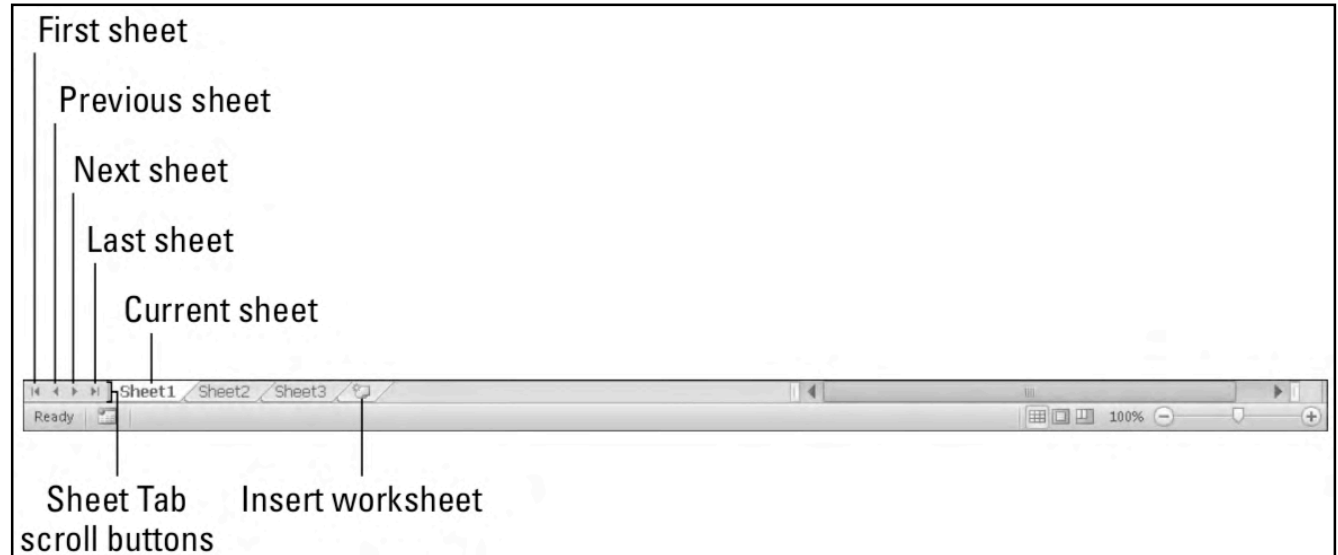 First sheet
Previous sheet
Next sheet
Last sheet
Current sheet
Sheet1 Sheet2 Sheet3
Ready 100%
Sheet Tab Insert worksheet
scroll buttons